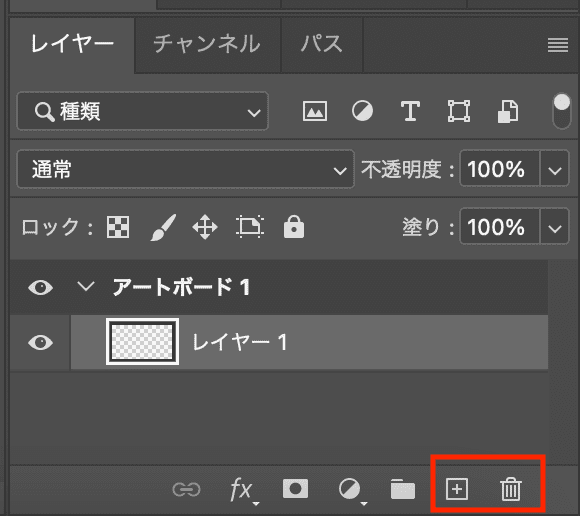 レイヤー チャンネル パス
種類
通常 不透明度 : 100%
ロック : 塗り : 100%
アートボード 1
レイヤー 1
fx